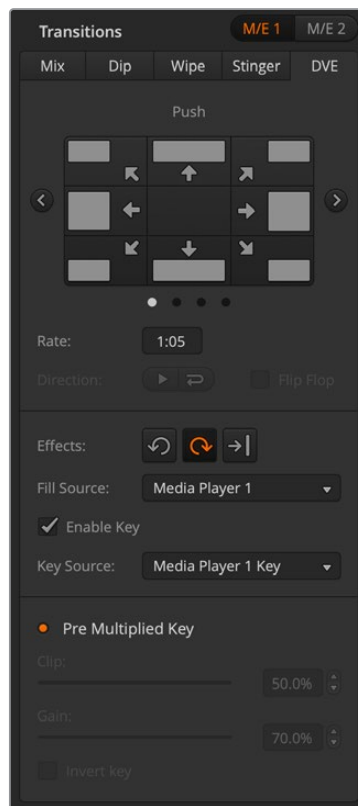 Transitions M/E 1 M/E 2
Mix Dip Wipe Stinger DVE
Push
Rate: 1:05
Direction: Flip Flop
Effects:
Fill Source: Media Player 1
Enable Key
Key Source: Media Player 1 Key
Pre Multiplied Key
Clip:
50.0%
Gain:
70.0%
Invert key